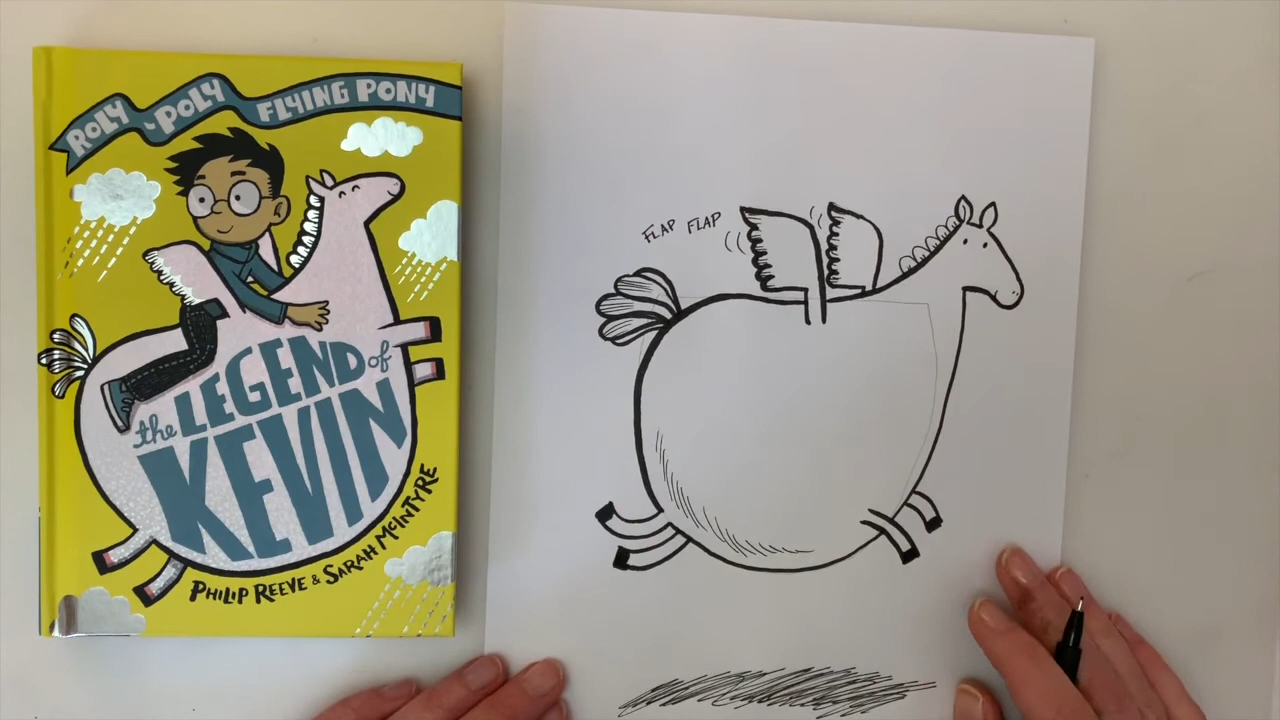 ROLY POLY FLYING PONY
the LEGEND of
KEVIN
PHILIP REEVE & SARAH MCINTYRE
FLAP FLAP